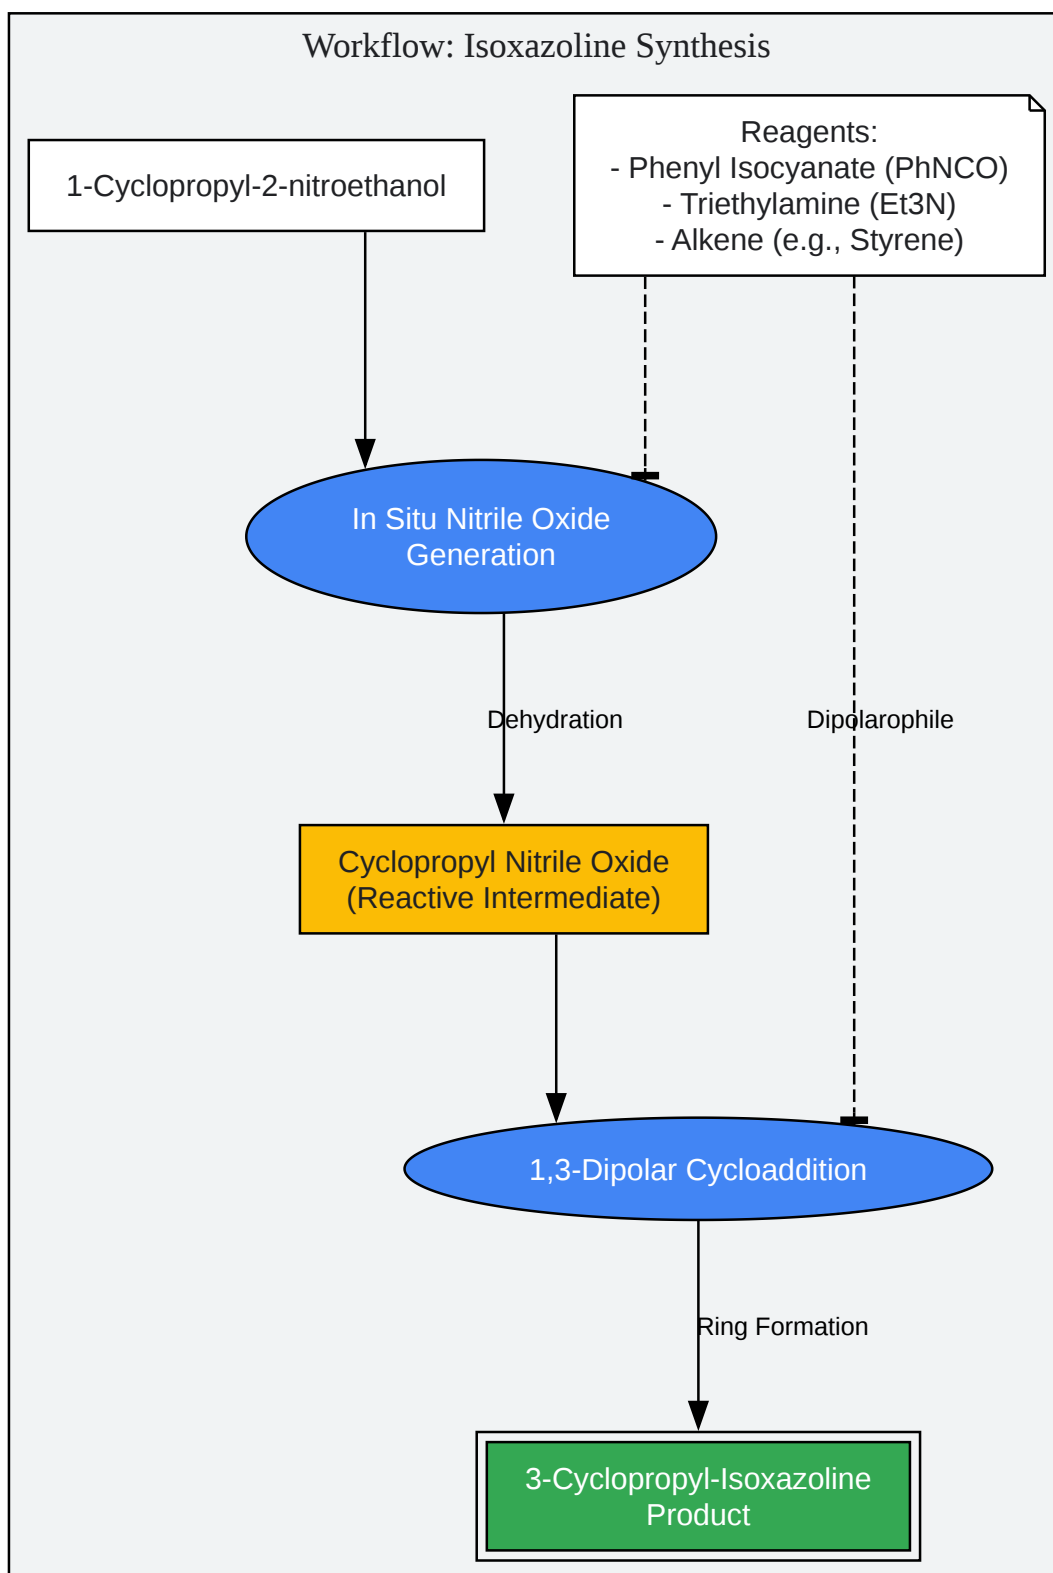 Workflow: Isoxazoline Synthesis
1-Cyclopropyl-2-nitroethanol
Reagents:
- Phenyl Isocyanate (PhNCO)
- Triethylamine (Et3N)
- Alkene (e.g., Styrene)
In Situ Nitrile Oxide
Generation
Dehydration
Dipolarophile
Cyclopropyl Nitrile Oxide
(Reactive Intermediate)
1,3-Dipolar Cycloaddition
Ring Formation
3-Cyclopropyl-Isoxazoline
Product